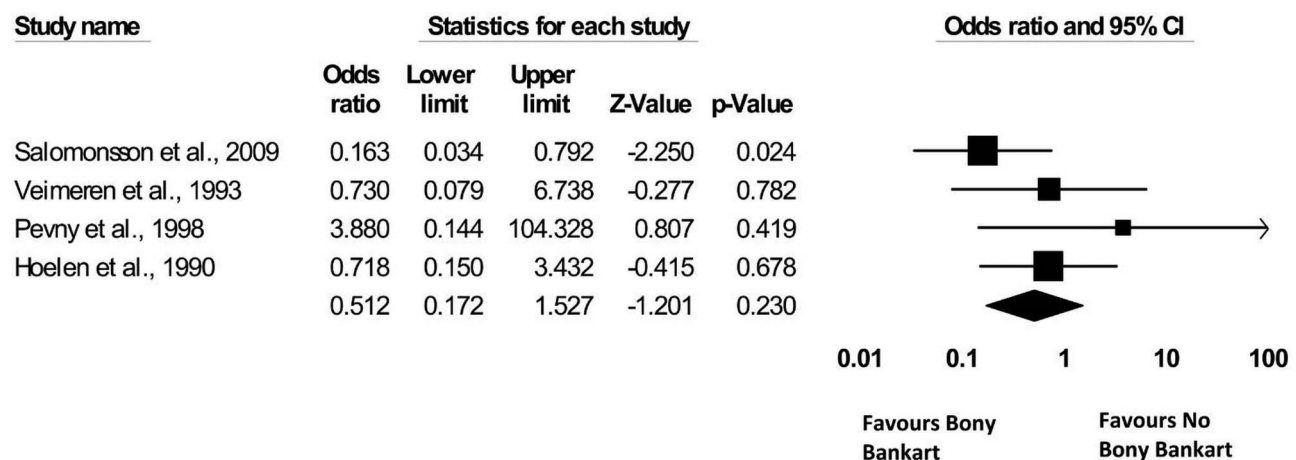 Study name Statistics for each study Odds ratio and 95% CI
Odds Lower Upper
ratio limit limit Z-Value p-Value
Salomonsson et al., 2009 0.163 0.034 0.792 -2.250 0.024
Veimeren et al., 1993 0.730 0.079 6.738 -0.277 0.782
Pevny et al., 1998 3.880 0.144 104.328 0.807 0.419
Hoelen et al., 1990 0.718 0.150 3.432 -0.415 0.678
0.512 0.172 1.527 -1.201 0.230
0.01 0.1 1 10 100
Favours Bony Favours No
Bankart Bony Bankart